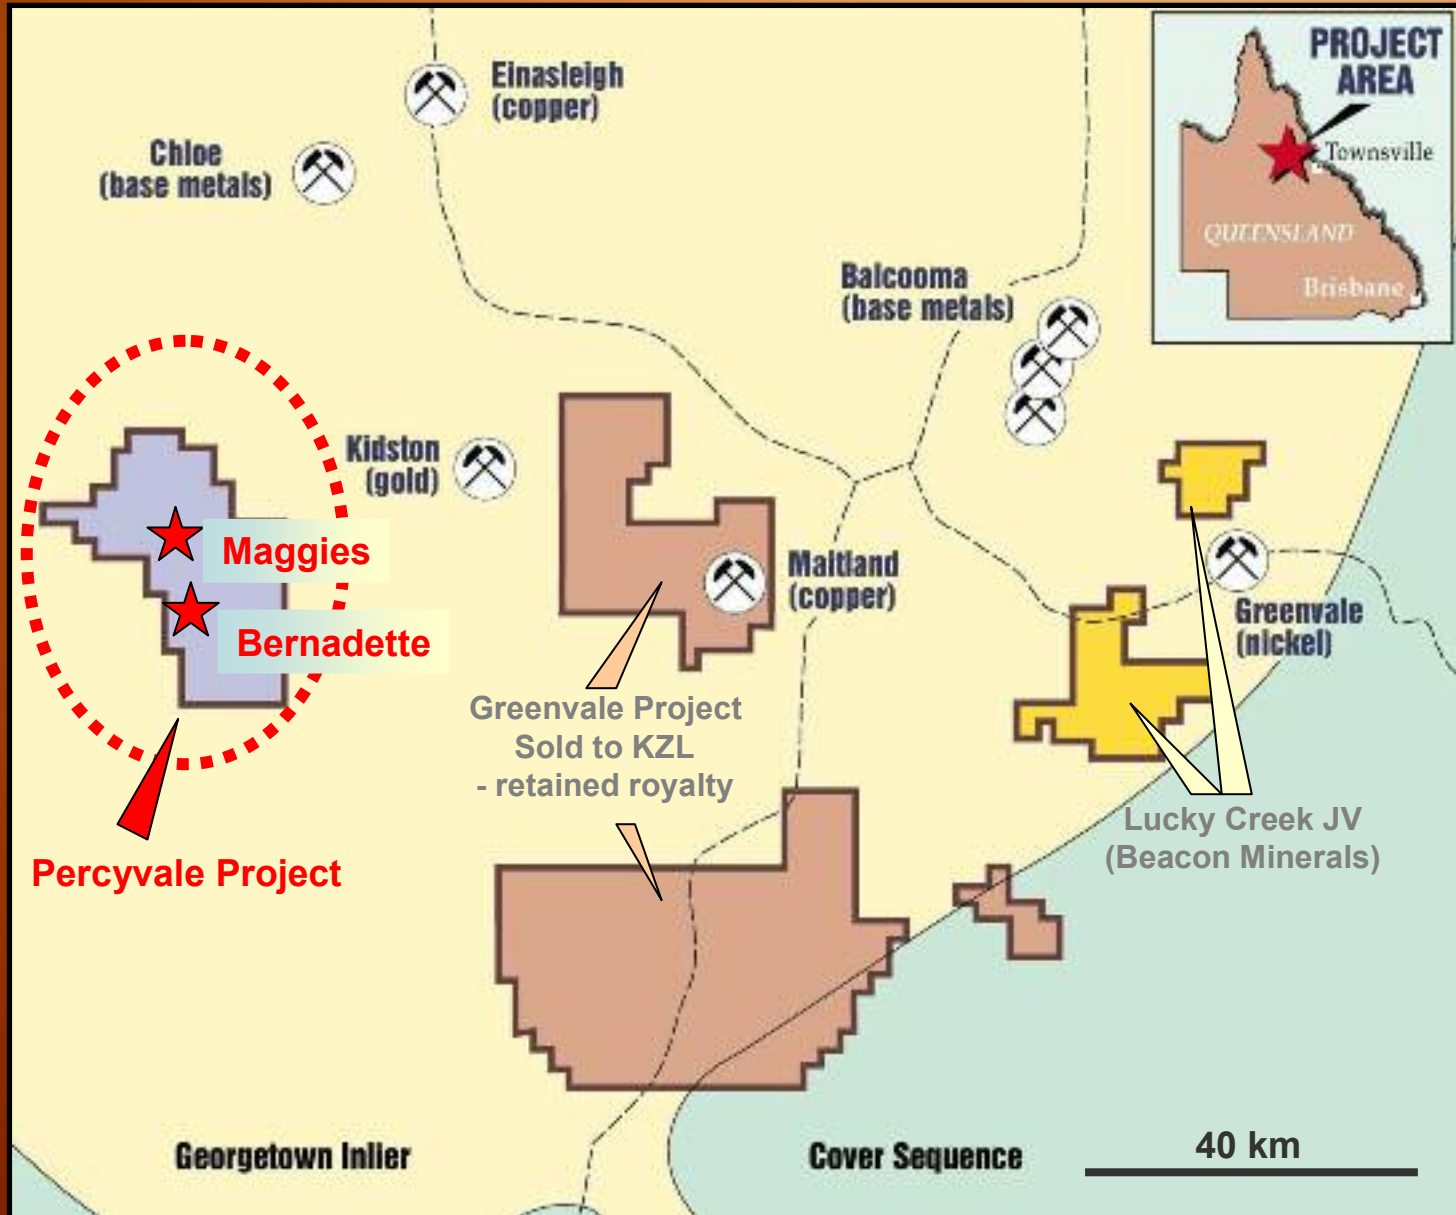 PROJECT
AREA
Townsville
QUEENSLAND
Brisbane
Einasleigh
(copper)
Chloe
(base metals)
Balcooma
(base metals)
Kidston
(gold)
Maggies
Bernadette
Maitland
(copper)
Greenvale
(nickel)
Greenvale Project
Sold to KZL
- retained royalty
Lucky Creek JV
(Beacon Minerals)
Percyvale Project
Georgetown Inlier
Cover Sequence
40 km